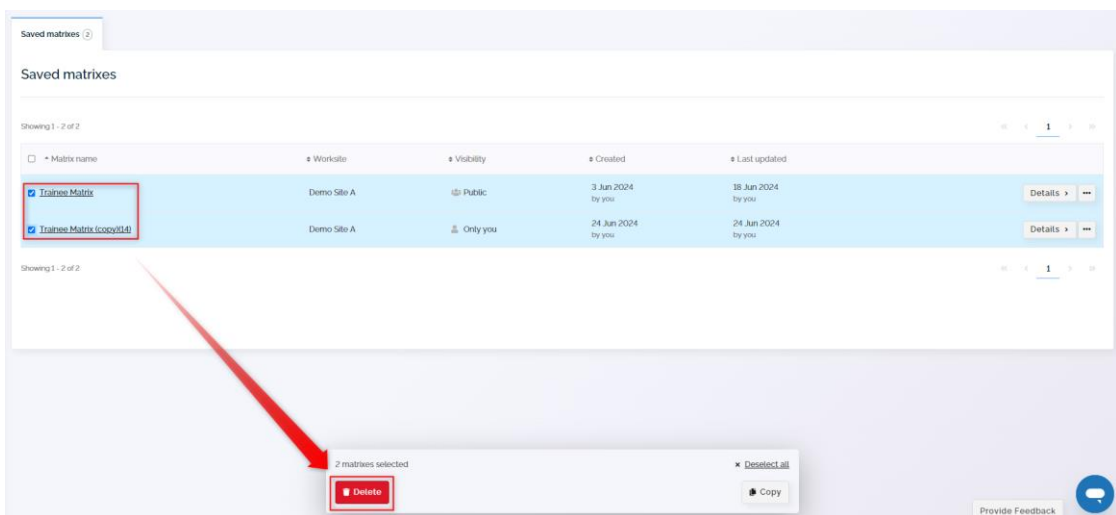 Saved matrixes 2
Saved matrixes
Showing 1 - 2 of 2
1
Matrix name Worksite Visibility Created Last updated
Trainee Matrix Demo Site A Public 3 Jun 2024 by you 18 Jun 2024 by you Details
Trainee Matrix (copy)(14) Demo Site A Only you 24 Jun 2024 by you 24 Jun 2024 by you Details
Showing 1 - 2 of 2
1
2 matrixes selected Deselect all
Delete Copy
Provide Feedback